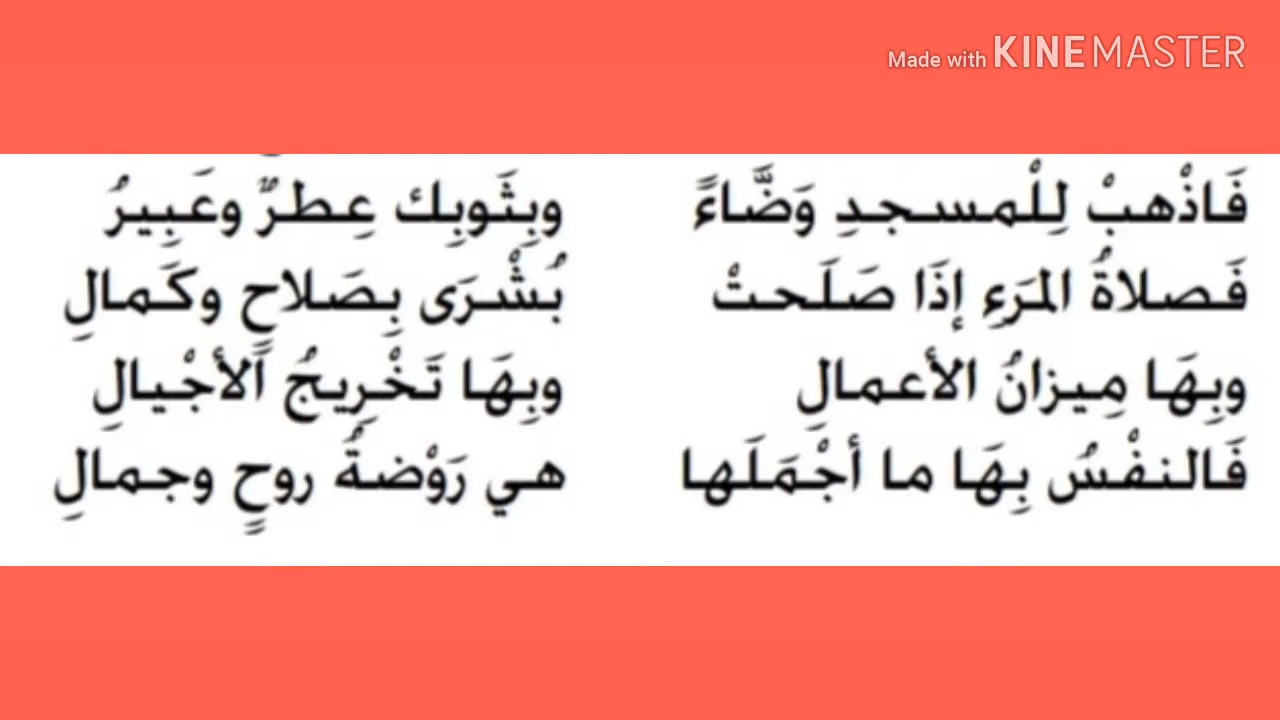 Made with KINEMASTER
فَاذْهبْ لِلْمسجدِ وَضَّاءً وبِثَوبِك عِطرٌ وعَبِيرُ
فَصلاةُ المَرَءِ إذَا صَلَحتْ بُشْرَى بِصَلاحٍ وكَمالِ
وبِهَا مِيزانُ الأعمالِ وبِهَا تَخْرِيجُ الأجْيالِ
فَالنفْسُ بِهَا ما أجْمَلَها هي رَوْضةُ روحٍ وجمالِ